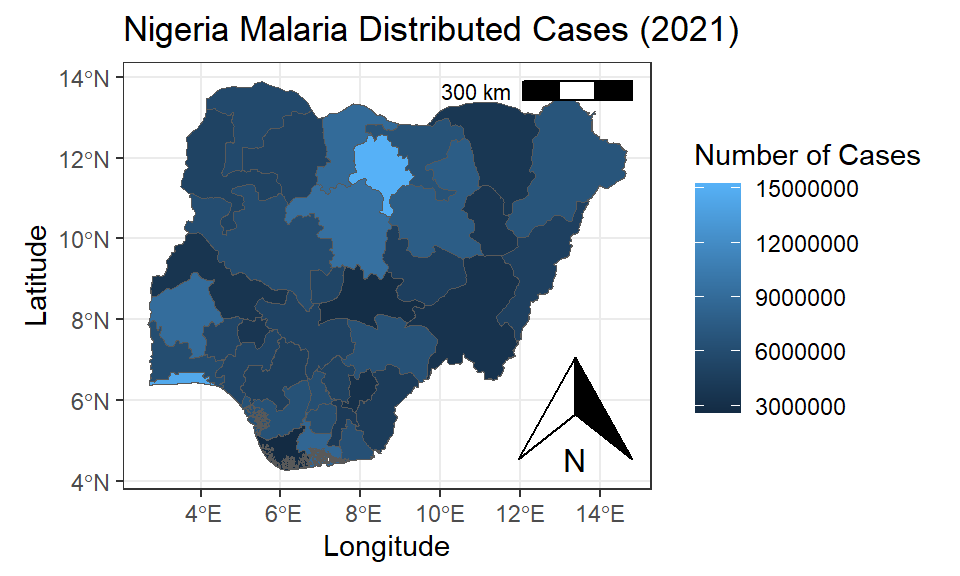 Nigeria Malaria Distributed Cases (2021)
14°N
12°N
10°N
8°N
6°N
4°N
Latitude
300 km
N
4°E 6°E 8°E 10°E 12°E 14°E
Longitude
Number of Cases
15000000
12000000
9000000
6000000
3000000